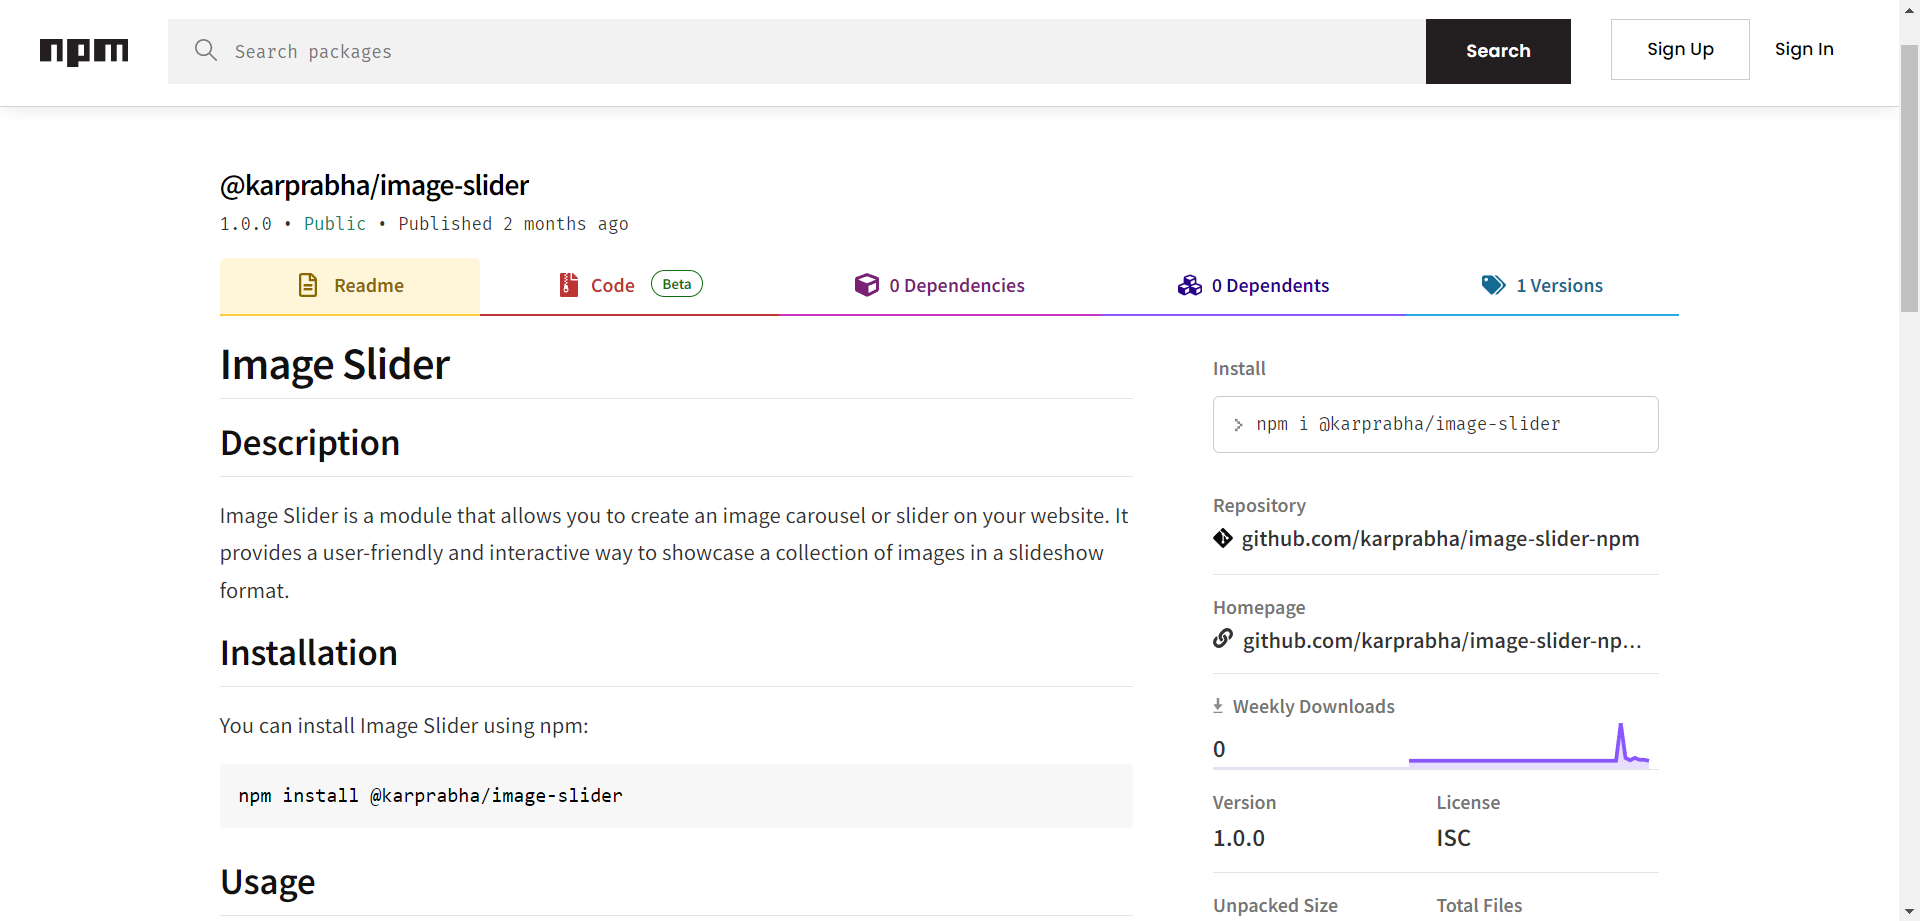 npm
Search packages
Search
Sign Up
Sign In
@karprabha/image-slider
1.0.0 • Public • Published 2 months ago
Readme
Code
Beta
0 Dependencies
0 Dependents
1 Versions
Image Slider
Description
Image Slider is a module that allows you to create an image carousel or slider on your website. It
provides a user-friendly and interactive way to showcase a collection of images in a slideshow
format.
Installation
You can install Image Slider using npm:
npm install @karprabha/image-slider
Usage
Install
npm i @karprabha/image-slider
Repository
github.com/karprabha/image-slider-npm
Homepage
github.com/karprabha/image-slider-np...
Weekly Downloads
0
Version
License
1.0.0
ISC
Unpacked Size
Total Files